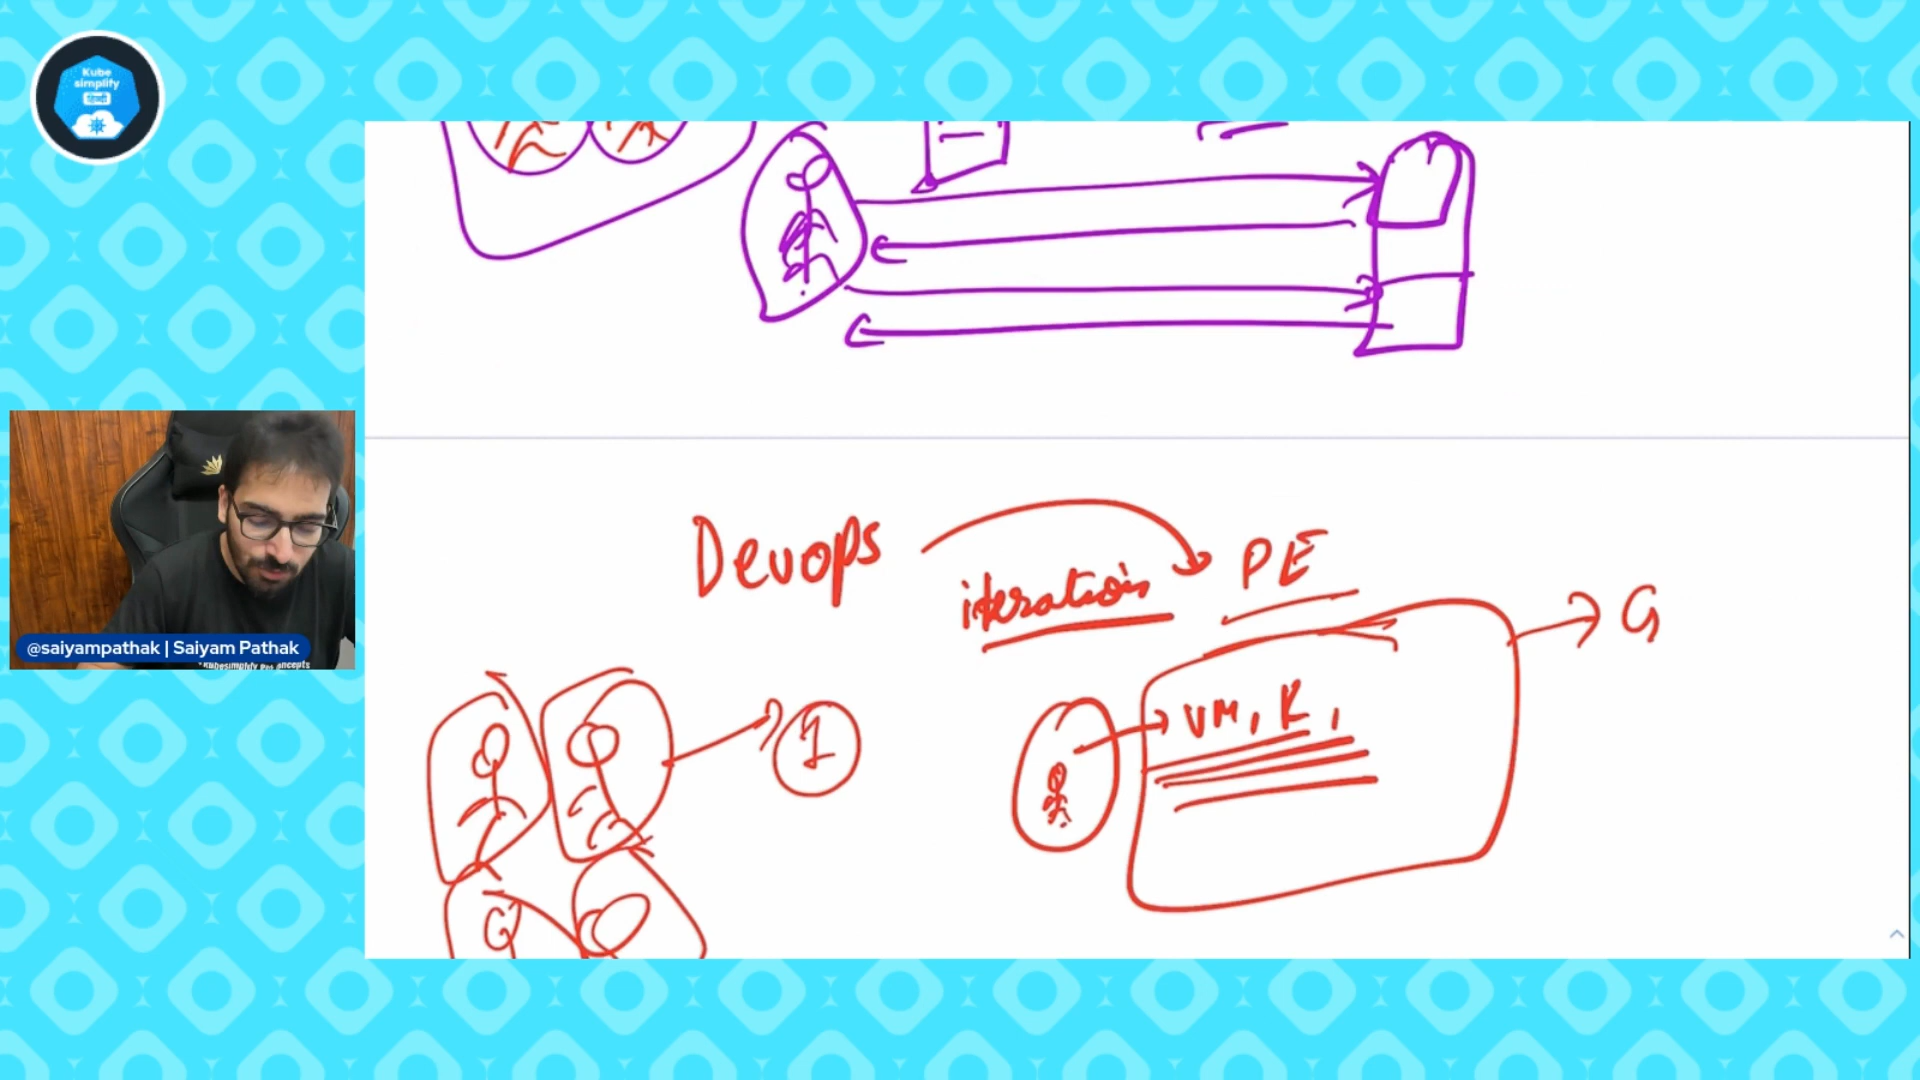 Kube
simplify
हिन्दी
Devops
iteration
PE
G
VM, K,
1
@saiyampathak | Saiyam Pathak